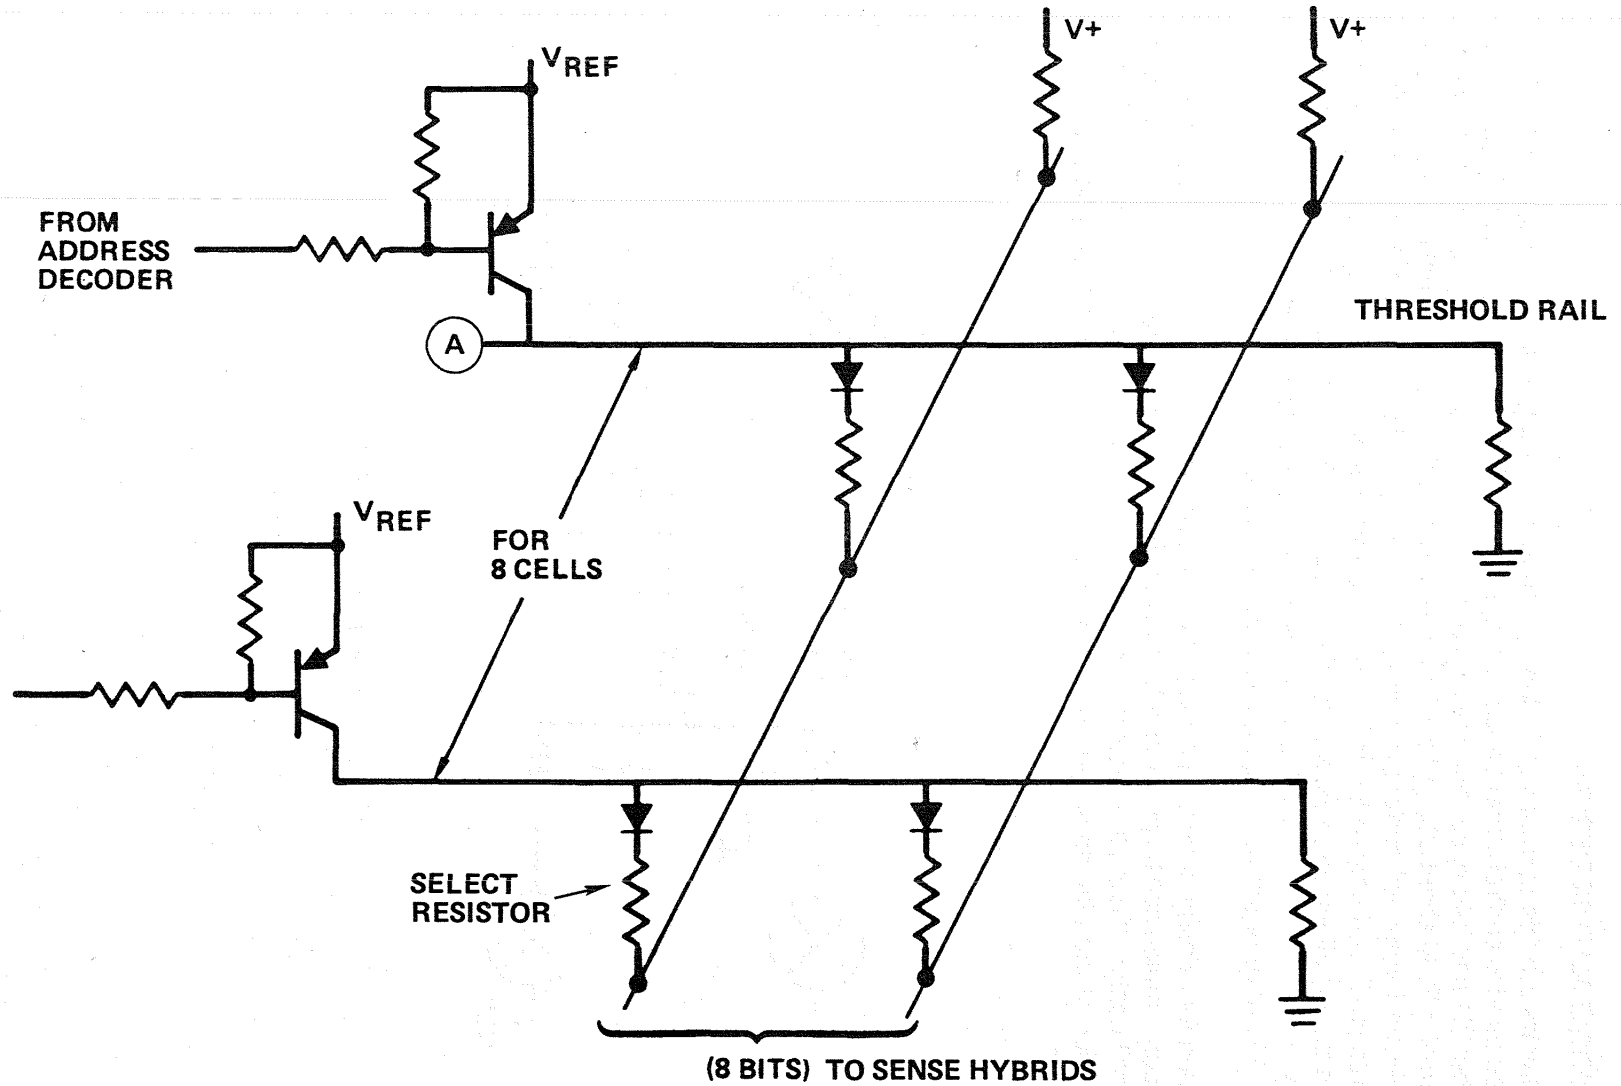 V+
V+
VREF
FROM
ADDRESS
DECODER
THRESHOLD RAIL
A
VREF
FOR
8 CELLS
SELECT
RESISTOR
(8 BITS) TO SENSE HYBRIDS